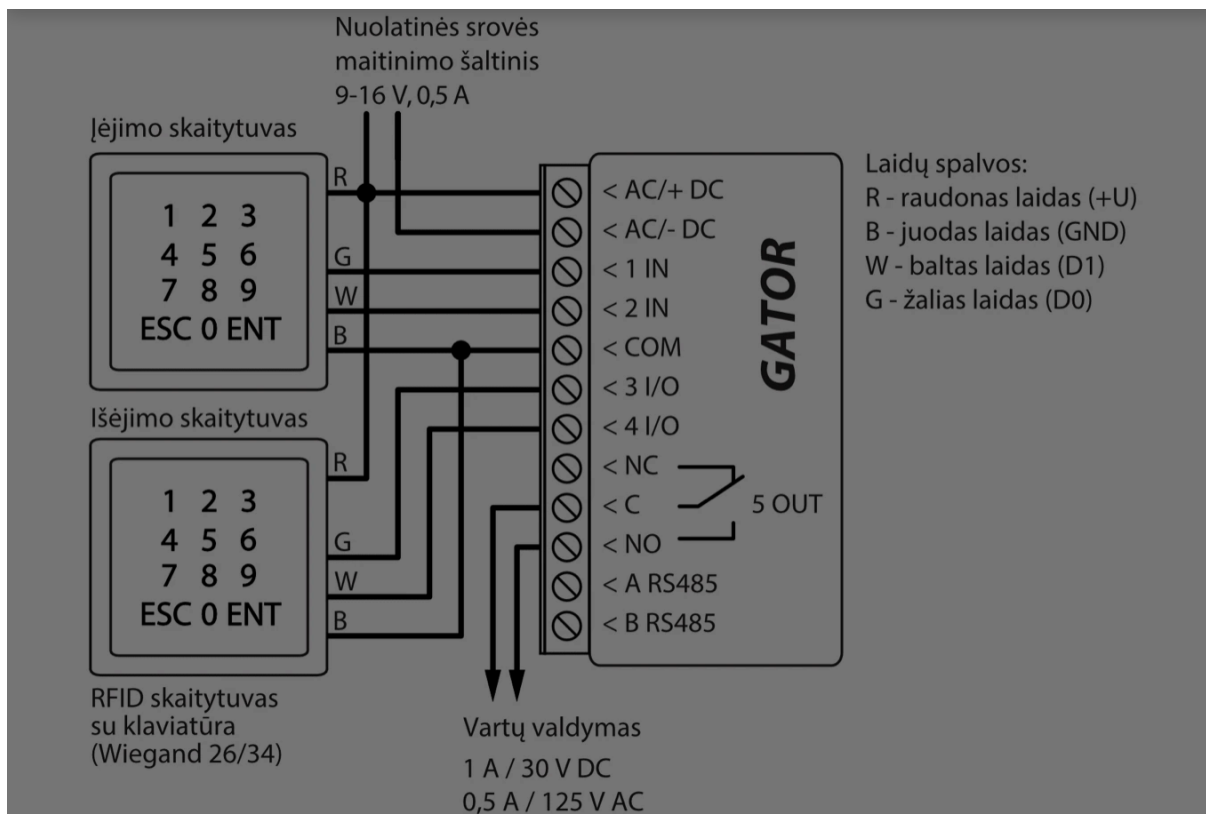 Nuolatinės srovės
maitinimo šaltinis
9-16 V, 0,5 A
Įėjimo skaitytuvas
1 2 3
4 5 6
7 8 9
ESC 0 ENT
R
G
W
B
Išėjimo skaitytuvas
1 2 3
4 5 6
7 8 9
ESC 0 ENT
R
G
W
B
RFID skaitytuvas
su klaviatūra
(Wiegand 26/34)
< AC/+ DC
< AC/- DC
< 1 IN
< 2 IN
< COM
< 3 I/O
< 4 I/O
< NC
< C
< NO
< A RS485
< B RS485
5 OUT
GATOR
Vartų valdymas
1 A / 30 V DC
0,5 A / 125 V AC
Laidų spalvos:
R - raudonas laidas (+U)
B - juodas laidas (GND)
W - baltas laidas (D1)
G - žalias laidas (D0)